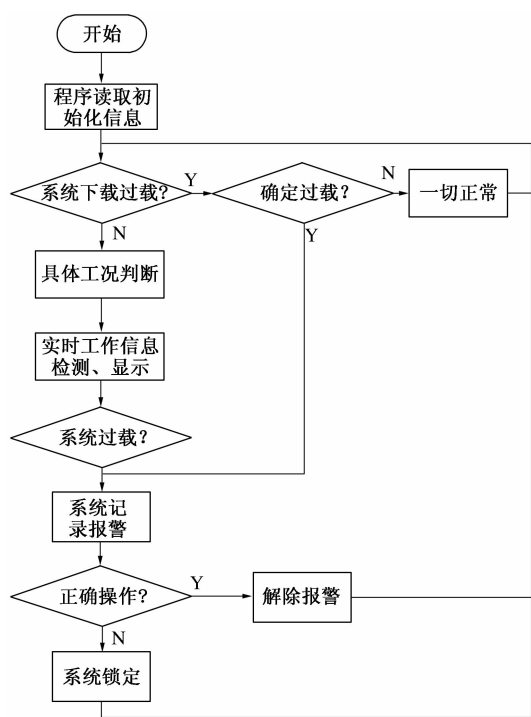 开始
程序读取初
始化信息
系统下载过载?
Y
确定过载？
N
一切正常
N
Y
具体工况判断
实时工作信息
检测、显示
系统过载？
系统记
录报警
正确操作?
Y
解除报警
N
系统锁定